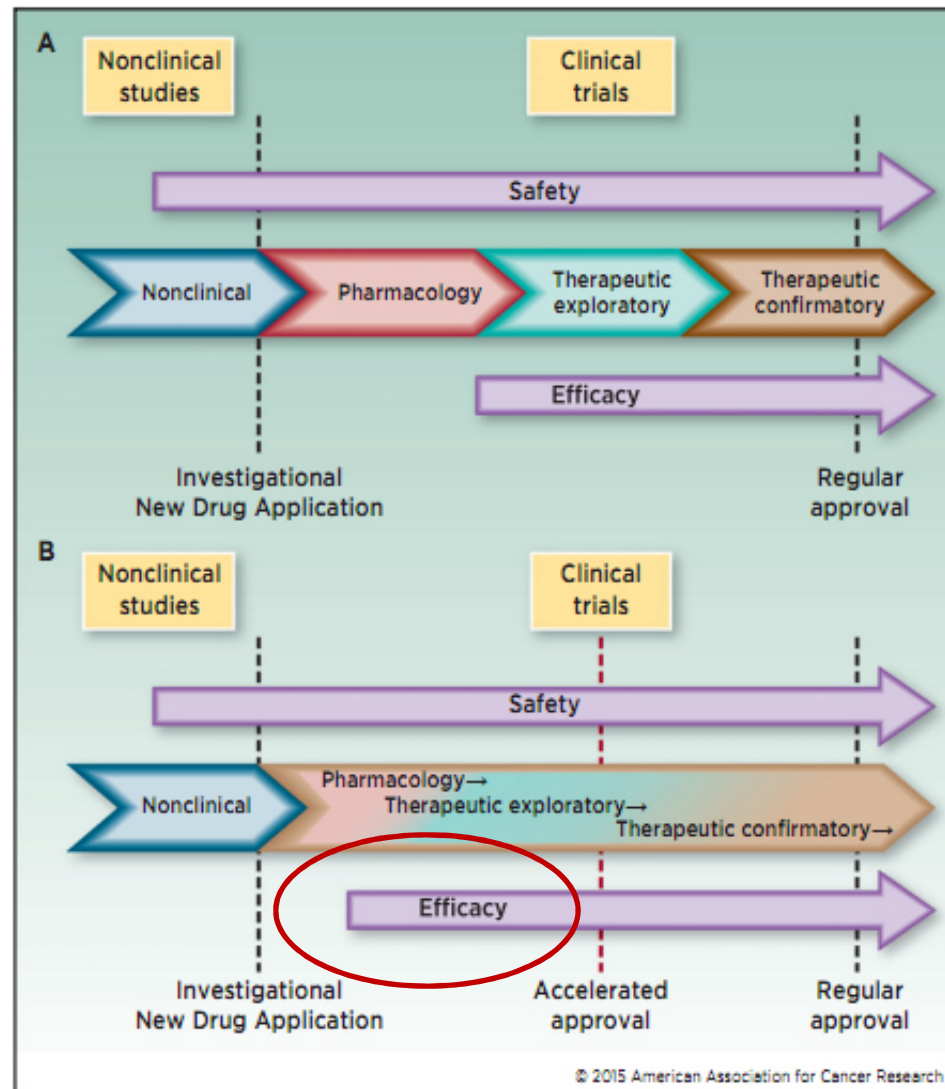 A
Nonclinical
studies
Clinical
trials
Safety
Nonclinical
Pharmacology
Therapeutic
exploratory
Therapeutic
confirmatory
Efficacy
Investigational
New Drug Application
Regular
approval
B
Nonclinical
studies
Clinical
trials
Safety
Nonclinical
Pharmacology→
Therapeutic exploratory→
Therapeutic confirmatory→
Efficacy
Investigational
New Drug Application
Accelerated
approval
Regular
approval
© 2015 American Association for Cancer Research